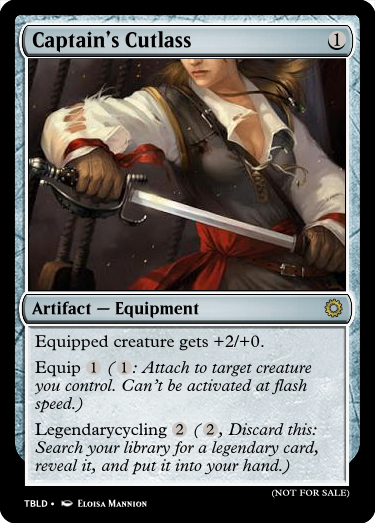 Captain's Cutlass 1
Artifact — Equipment
Equipped creature gets +2/+0.
Equip 1 (1: Attach to target creature
you control. Can't be activated at flash
speed.)
Legendarycycling 2 (2, Discard this:
Search your library for a legendary card,
reveal it, and put it into your hand.)
(NOT FOR SALE)
TBLD • Eloisa Mannion